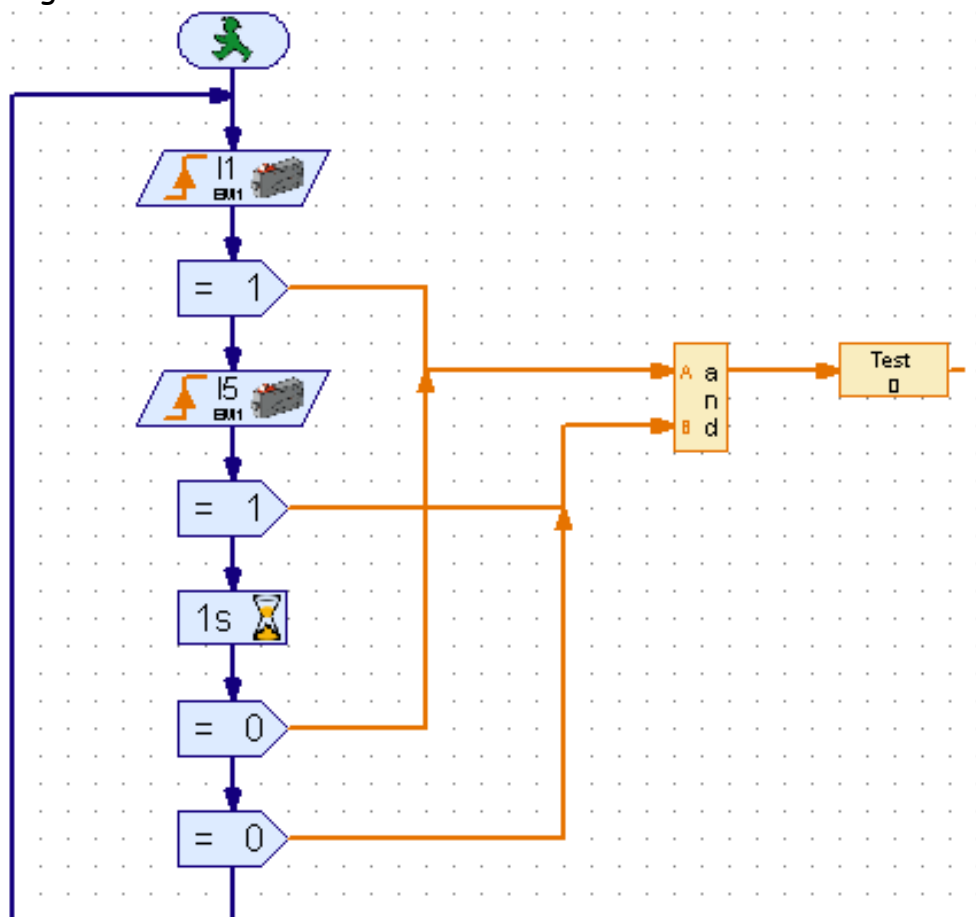 I1
EM1
= 1
I5
EM1
= 1
1s
= 0
= 0
A a
n
B d
Test
0